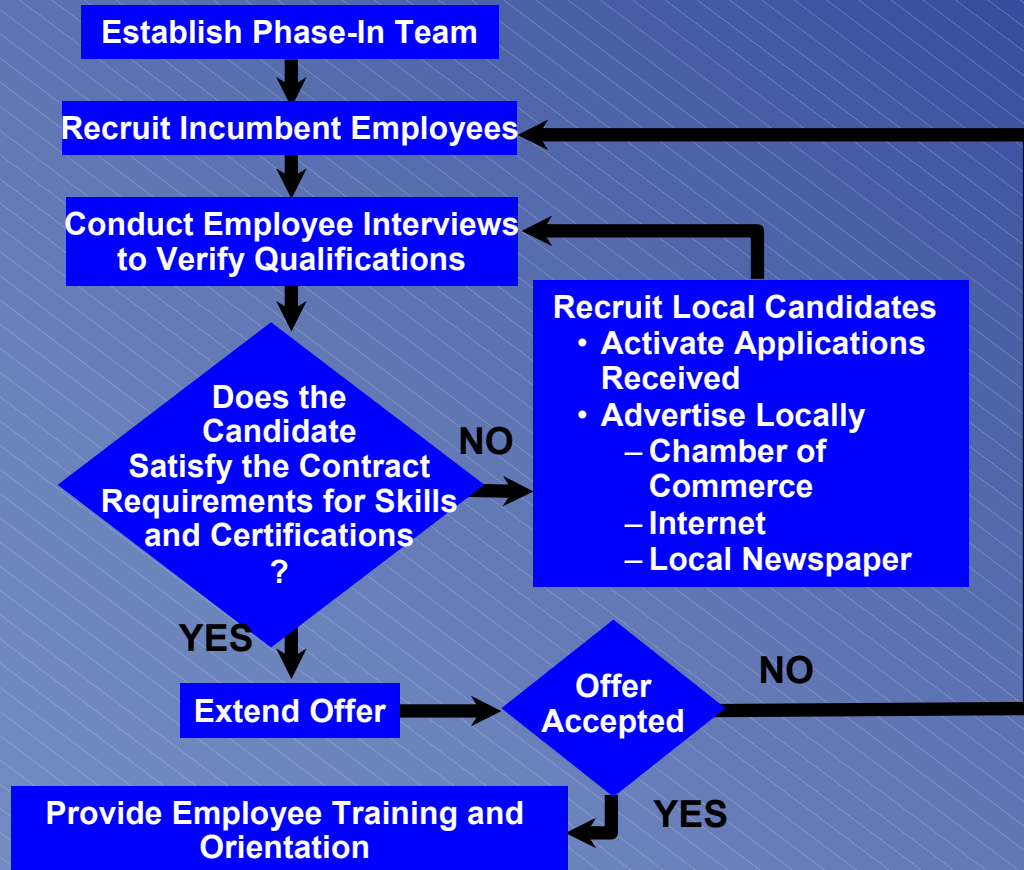 Establish Phase-In Team
Recruit Incumbent Employees
Conduct Employee Interviews
to Verify Qualifications
Recruit Local Candidates
• Activate Applications
Received
• Advertise Locally
– Chamber of
Commerce
– Internet
– Local Newspaper
Does the
Candidate
Satisfy the Contract
Requirements for Skills
and Certifications
?
NO
YES
Extend Offer
Offer
Accepted
NO
YES
Provide Employee Training and
Orientation